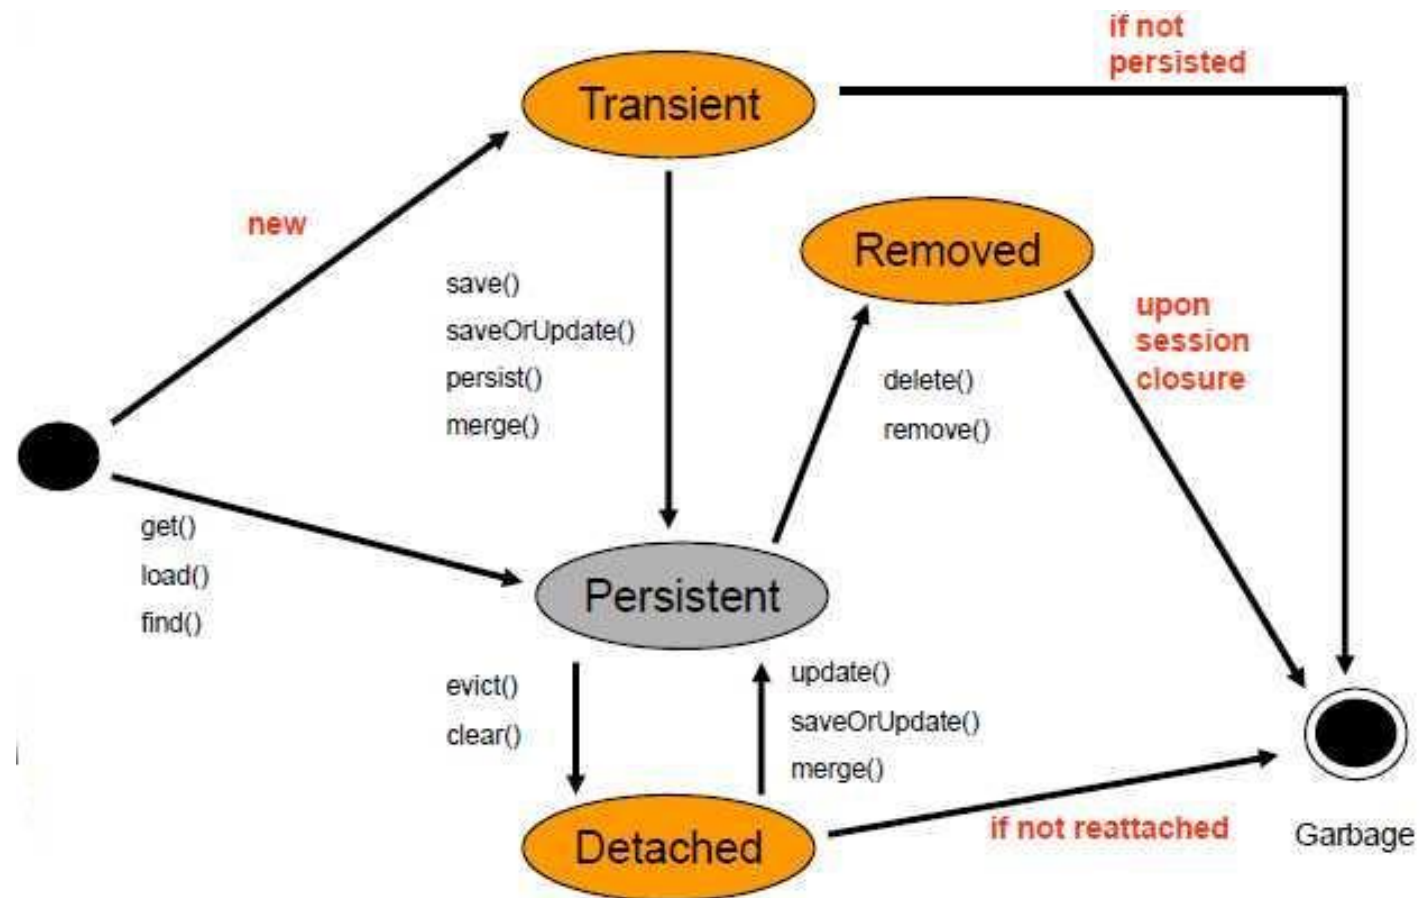 if not
persisted
Transient
new
Removed
save()
saveOrUpdate()
persist()
merge()
upon
session
closure
delete()
remove()
get()
load()
find()
Persistent
evict()
clear()
update()
saveOrUpdate()
merge()
Detached
if not reattached
Garbage